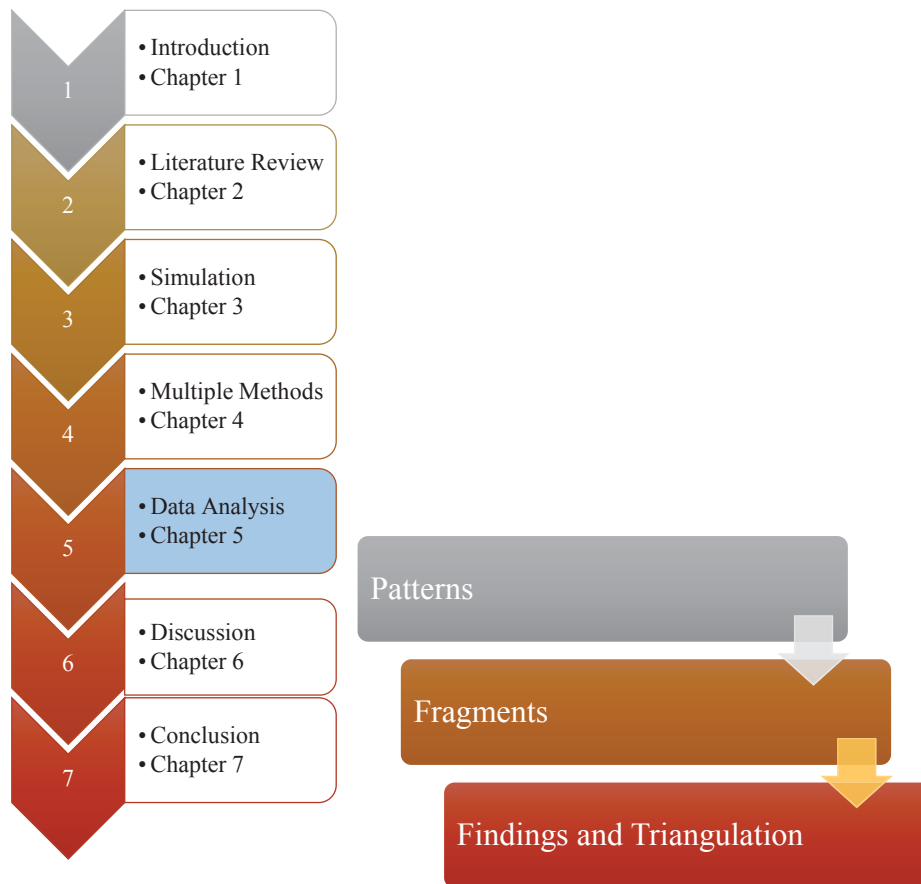 1
• Introduction
• Chapter 1
2
• Literature Review
• Chapter 2
3
• Simulation
• Chapter 3
4
• Multiple Methods
• Chapter 4
5
• Data Analysis
• Chapter 5
6
• Discussion
• Chapter 6
7
• Conclusion
• Chapter 7
Patterns
Fragments
Findings and Triangulation